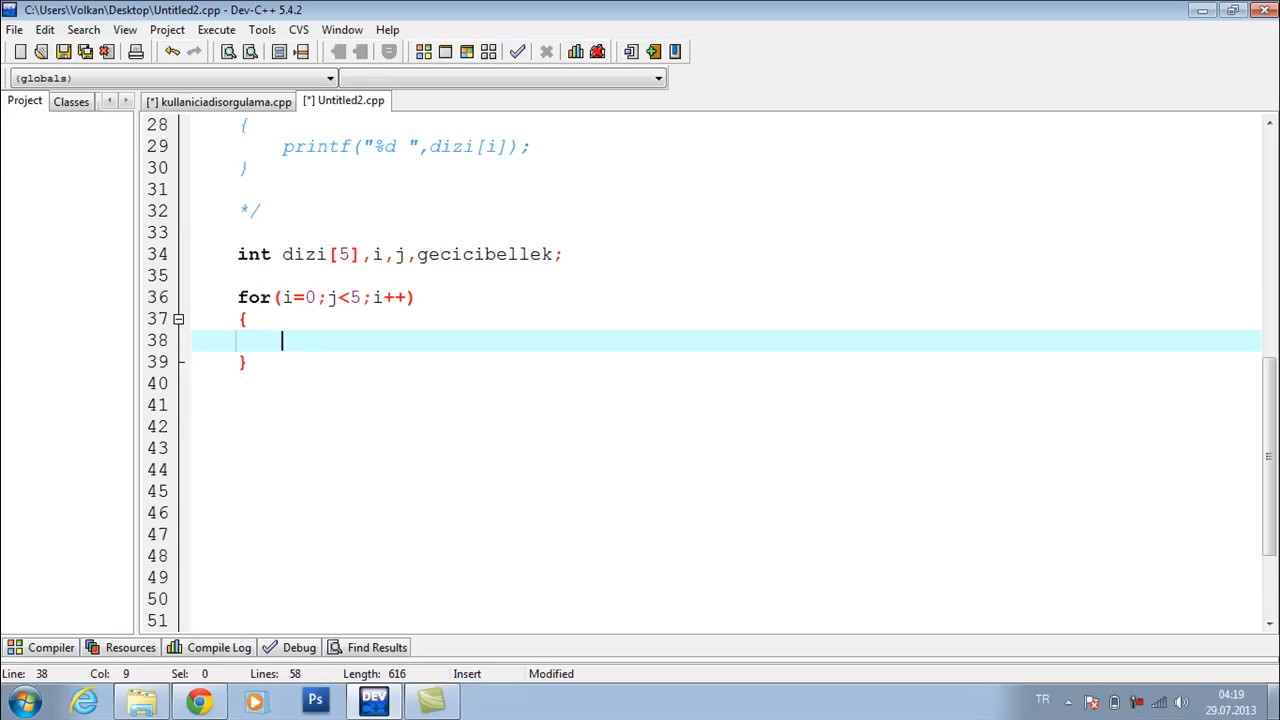 C:\Users\Volkan\Desktop\Untitled2.cpp - Dev-C++ 5.4.2
File Edit Search View Project Execute Tools CVS Window Help
(globals)
Project Classes [*] kullaniciadisorgulama.cpp [*] Untitled2.cpp
28 {
29 printf("%d ",dizi[i]);
30 }
31
32 */
33
34 int dizi[5],i,j,gecicibellek;
35
36 for(i=0;j<5;i++)
37 {
38
39 }
40
41
42
43
44
45
46
47
48
49
50
51
Compiler Resources Compile Log Debug Find Results
Line: 38 Col: 9 Sel: 0 Lines: 58 Length: 616 Insert Modified
Ps DEV TR 04:19
29.07.2013